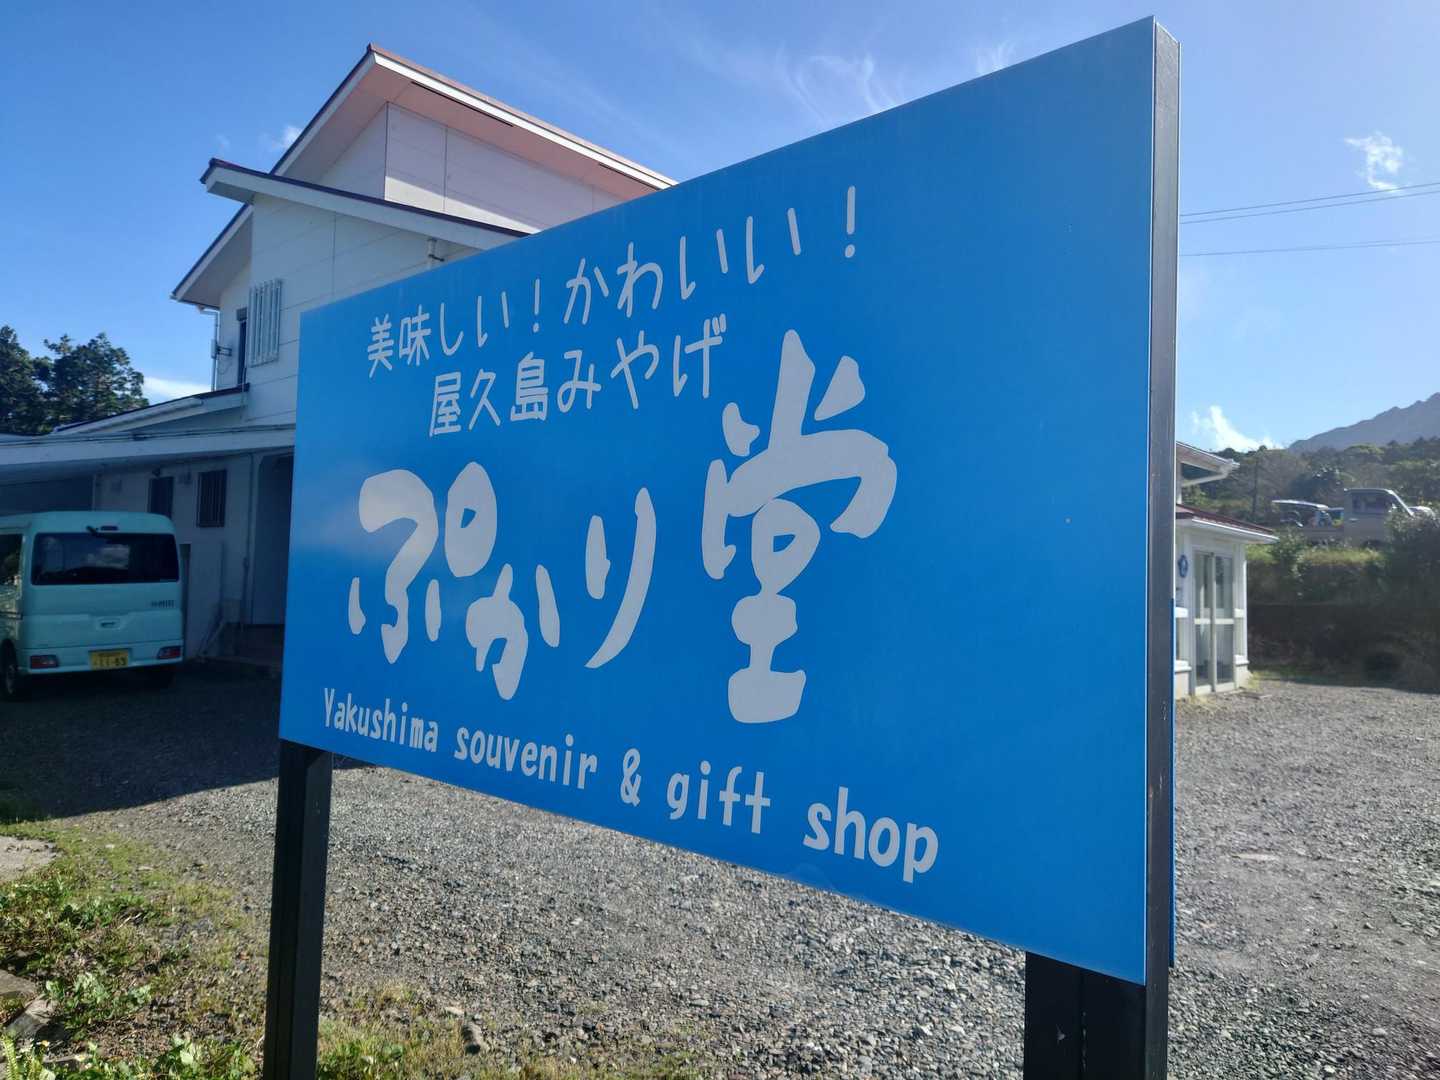 美味しい！かわいい！
屋久島みやげ
ぷかり堂
Yakushima souvenir & gift shop